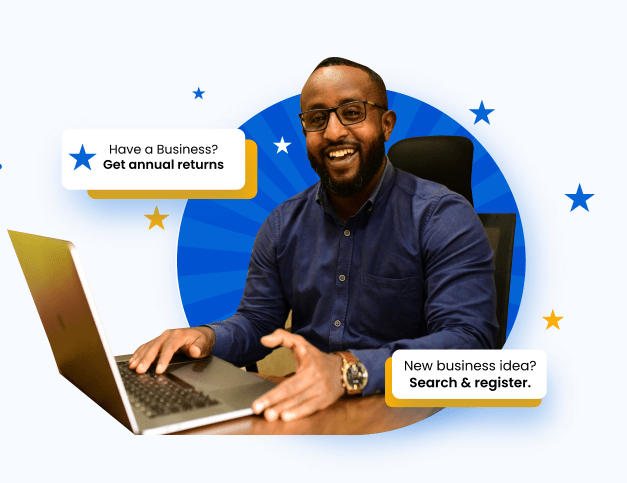 Have a Business?
Get annual returns
New business idea?
Search & register.